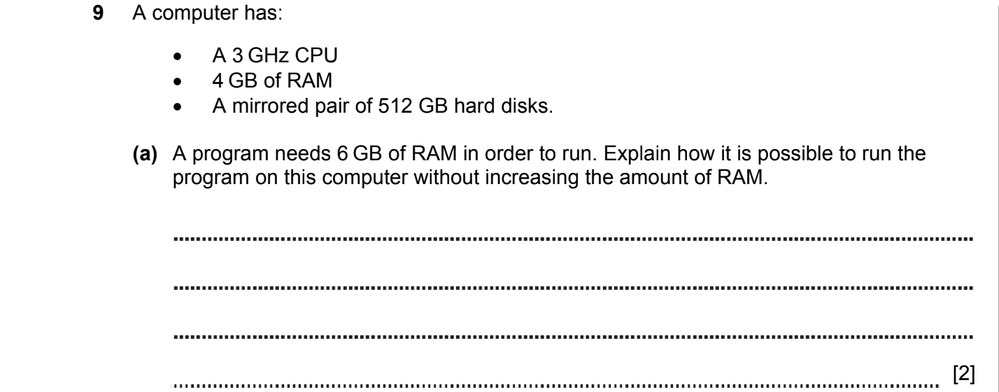 9 A computer has:
• A 3 GHz CPU
• 4 GB of RAM
• A mirrored pair of 512 GB hard disks.
(a) A program needs 6 GB of RAM in order to run. Explain how it is possible to run the
program on this computer without increasing the amount of RAM.
[2]